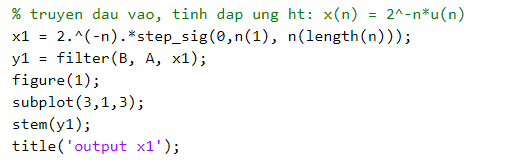 % truyen dau vao, tinh dap ung ht: x(n) = 2^-n*u(n)
x1 = 2.^(-n).*step_sig(0,n(1), n(length(n)));
y1 = filter(B, A, x1);
figure(1);
subplot(3,1,3);
stem(y1);
title('output x1');